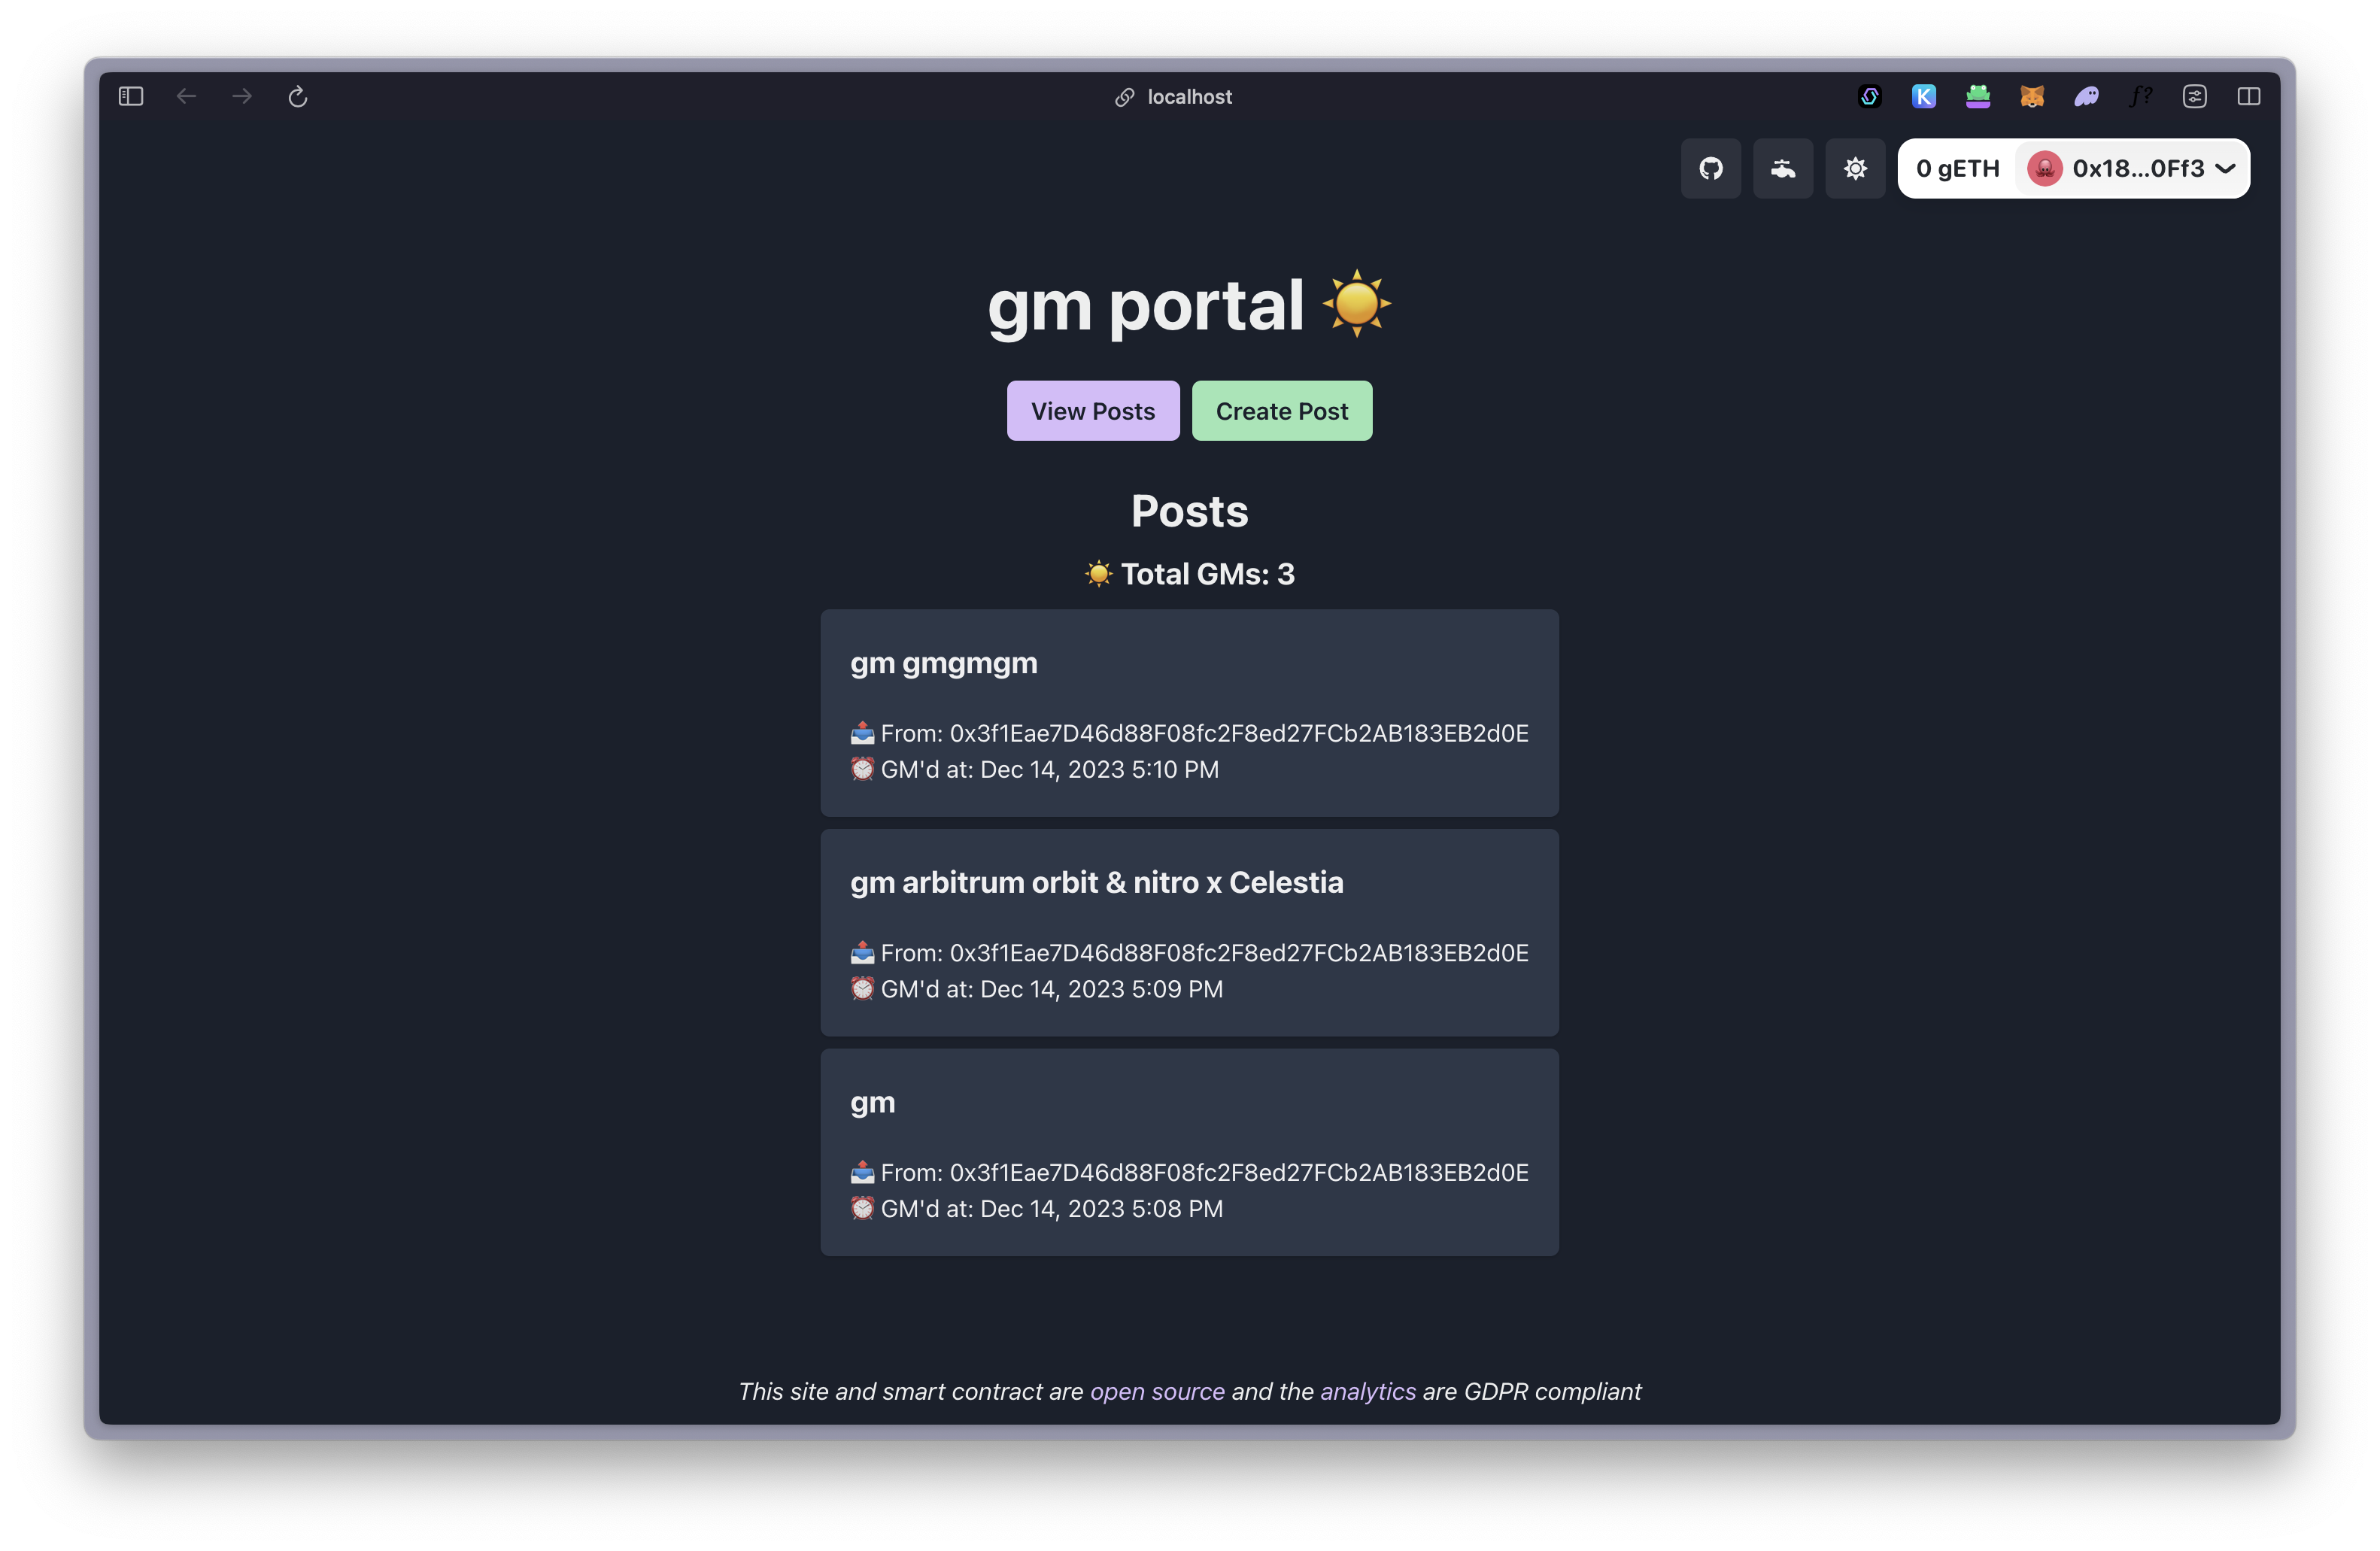 localhost
K
f?
0 gETH 0x18...0Ff3
gm portal
View Posts
Create Post
Posts
Total GMs: 3
gm gmgmgm
From: 0x3f1Eae7D46d88F08fc2F8ed27FCb2AB183EB2d0E
GM'd at: Dec 14, 2023 5:10 PM
gm arbitrum orbit & nitro x Celestia
From: 0x3f1Eae7D46d88F08fc2F8ed27FCb2AB183EB2d0E
GM'd at: Dec 14, 2023 5:09 PM
gm
From: 0x3f1Eae7D46d88F08fc2F8ed27FCb2AB183EB2d0E
GM'd at: Dec 14, 2023 5:08 PM
This site and smart contract are open source and the analytics are GDPR compliant